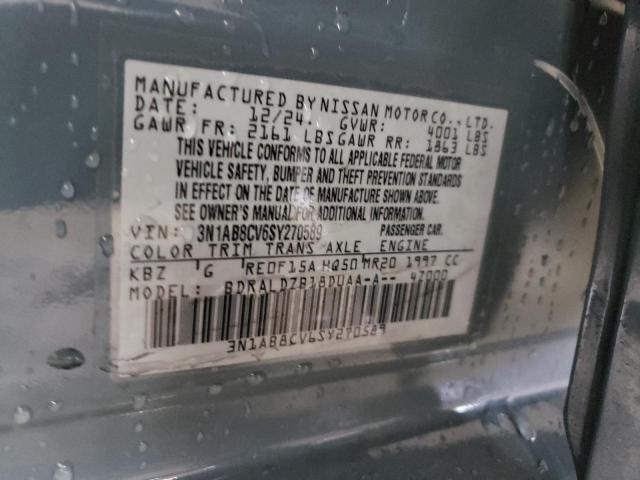 MANUFACTURED BY NISSAN MOTOR CO., LTD.
DATE: 12/24 GVWR: 4001 LBS
GAWR FR: 2161 LBS GAWR RR: 1863 LBS
THIS VEHICLE CONFORMS TO ALL APPLICABLE FEDERAL MOTOR
VEHICLE SAFETY, BUMPER AND THEFT PREVENTION STANDARDS
IN EFFECT ON THE DATE OF MANUFACTURE SHOWN ABOVE.
SEE OWNER'S MANUAL FOR ADDITIONAL INFORMATION.
VIN: 3N1AB8CV6SY270589 PASSENGER CAR.
COLOR TRIM TRANS AXLE ENGINE
KBZ G RE0F15A HQ50 MR20 1997 CC
MODEL: BDRALDZB18DUAA-A-- 47000
3N1AB8CV6SY270589